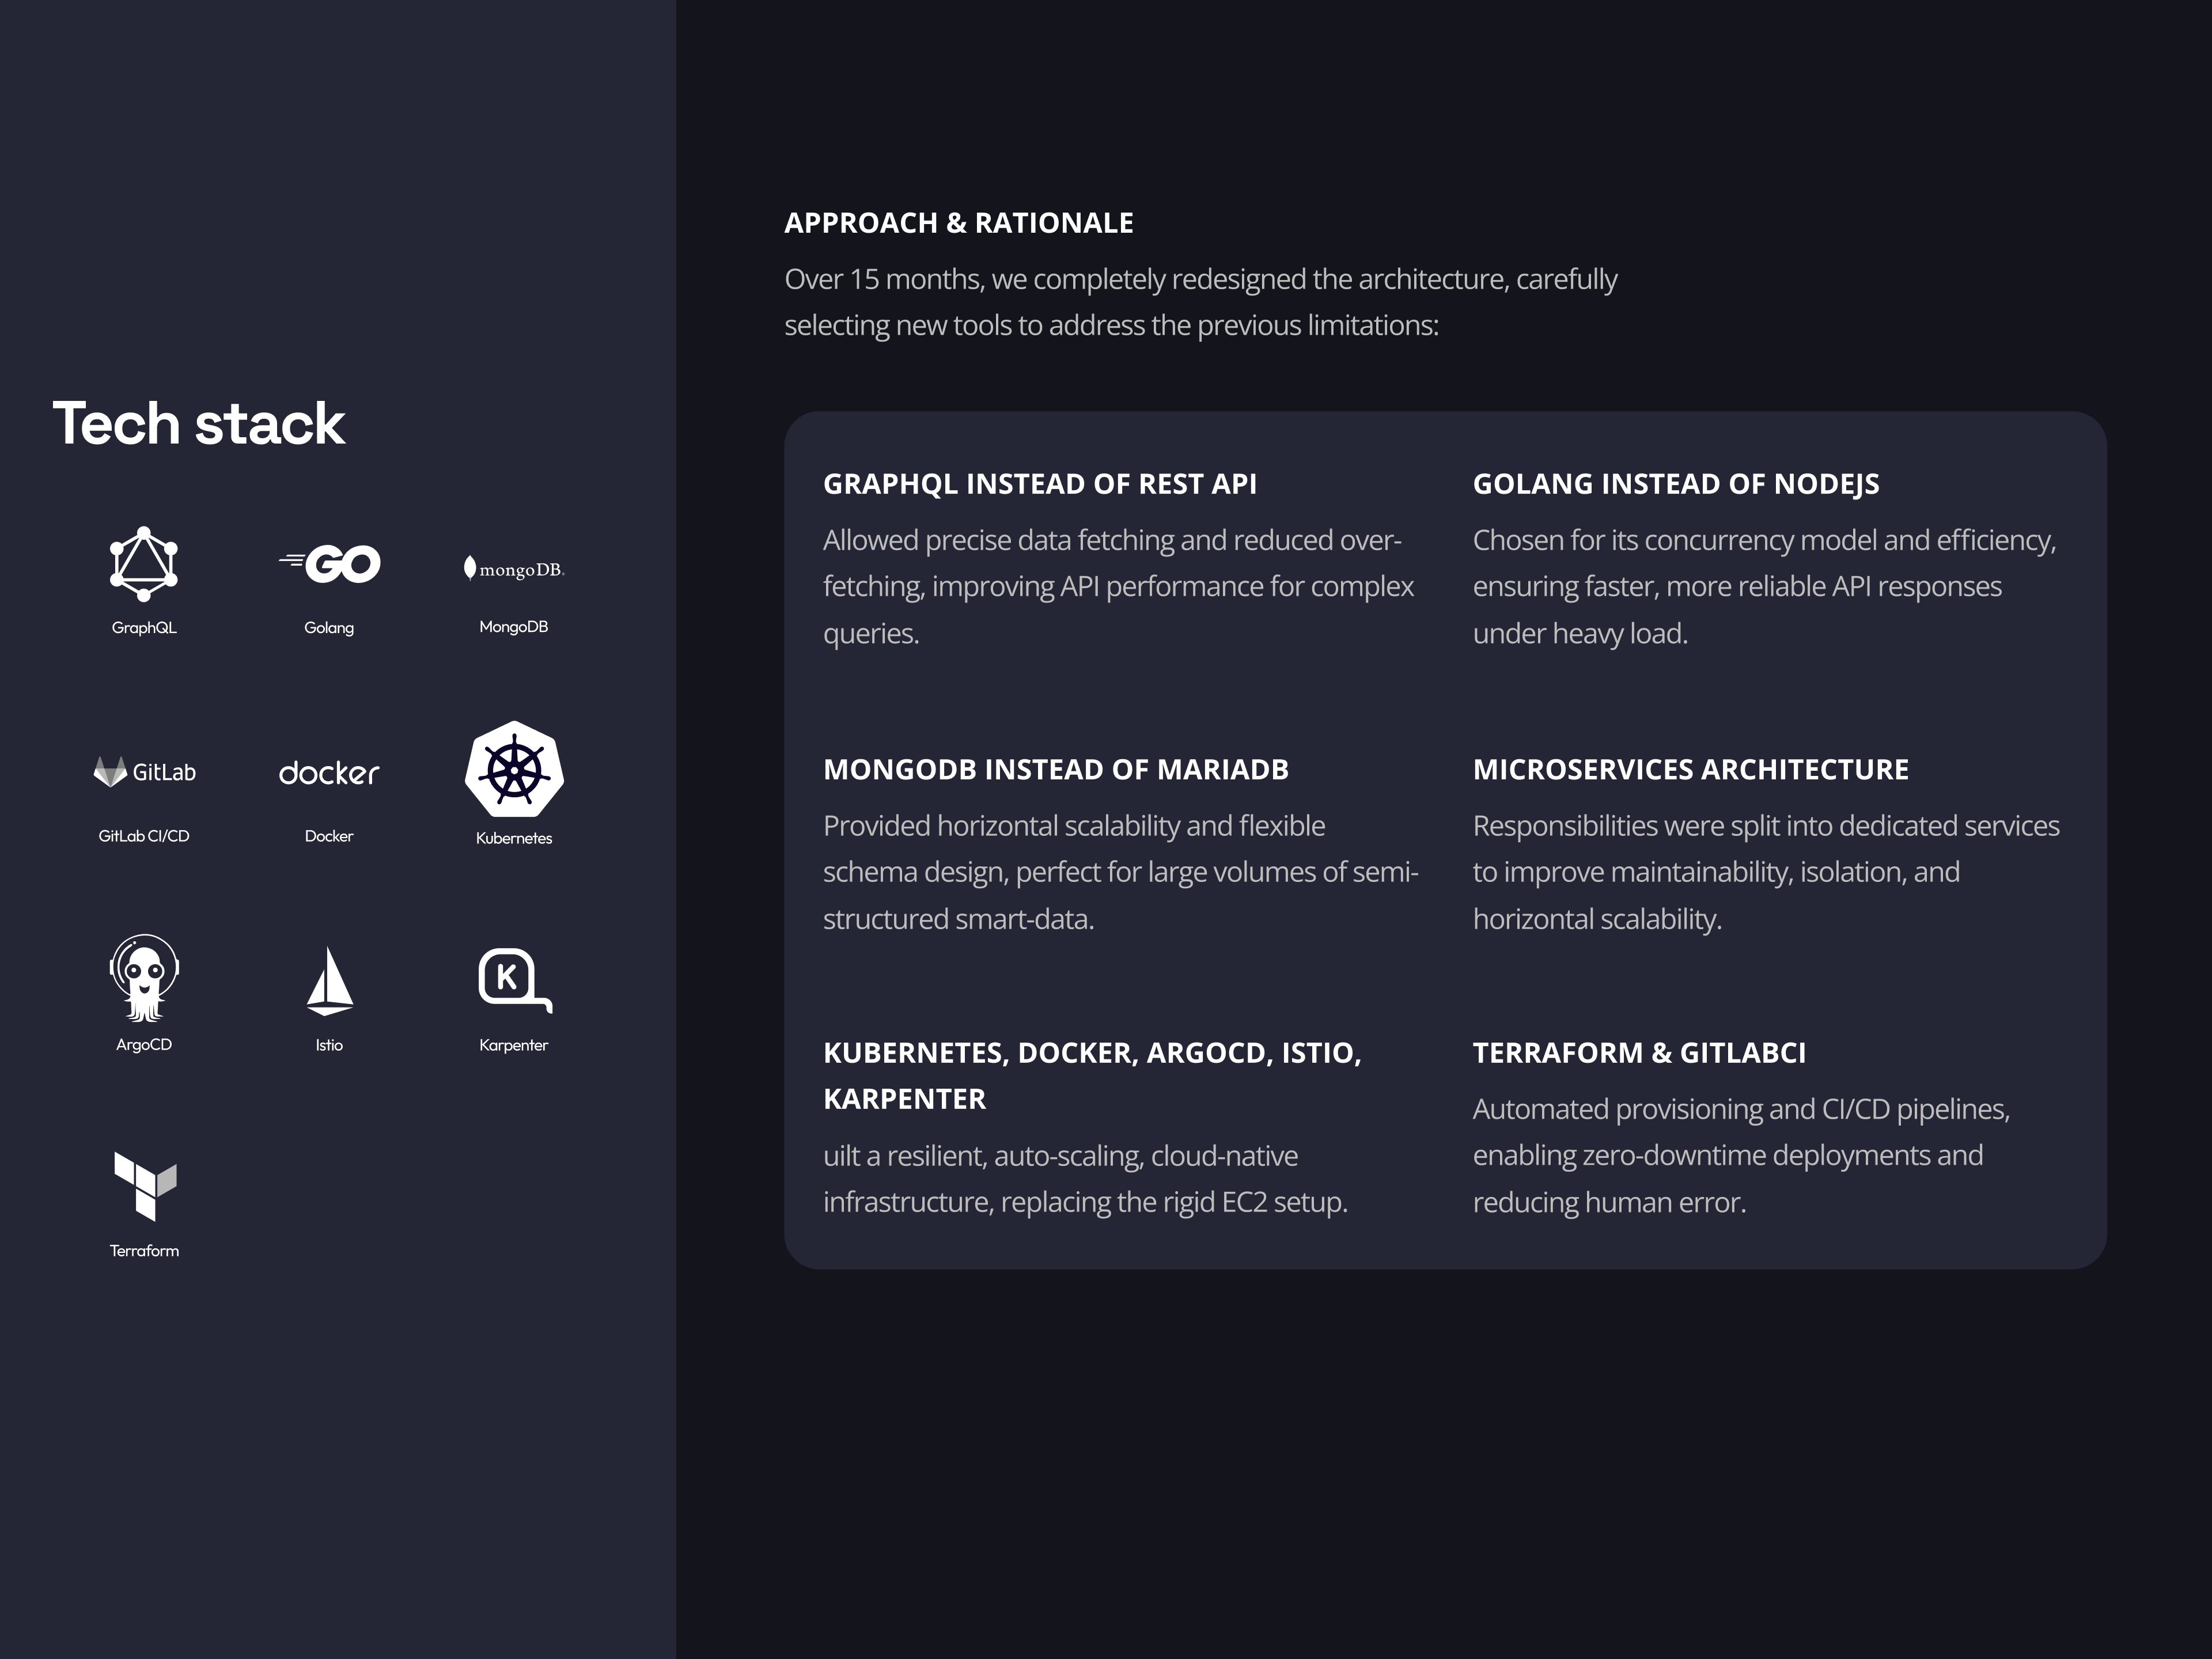 Tech stack
GO
mongoDB
GraphQL
Golang
MongoDB
GitLab
docker
GitLab CI/CD
Docker
Kubernetes
K
ArgoCD
Istio
Karpenter
Terraform
APPROACH & RATIONALE
Over 15 months, we completely redesigned the architecture, carefully
selecting new tools to address the previous limitations:
GRAPHQL INSTEAD OF REST API
Allowed precise data fetching and reduced over-
fetching, improving API performance for complex
queries.
GOLANG INSTEAD OF NODEJS
Chosen for its concurrency model and efficiency,
ensuring faster, more reliable API responses
under heavy load.
MONGODB INSTEAD OF MARIADB
Provided horizontal scalability and flexible
schema design, perfect for large volumes of semi-
structured smart-data.
MICROSERVICES ARCHITECTURE
Responsibilities were split into dedicated services
to improve maintainability, isolation, and
horizontal scalability.
KUBERNETES, DOCKER, ARGOCD, ISTIO,
KARPENTER
uilt a resilient, auto-scaling, cloud-native
infrastructure, replacing the rigid EC2 setup.
TERRAFORM & GITLABCI
Automated provisioning and CI/CD pipelines,
enabling zero-downtime deployments and
reducing human error.